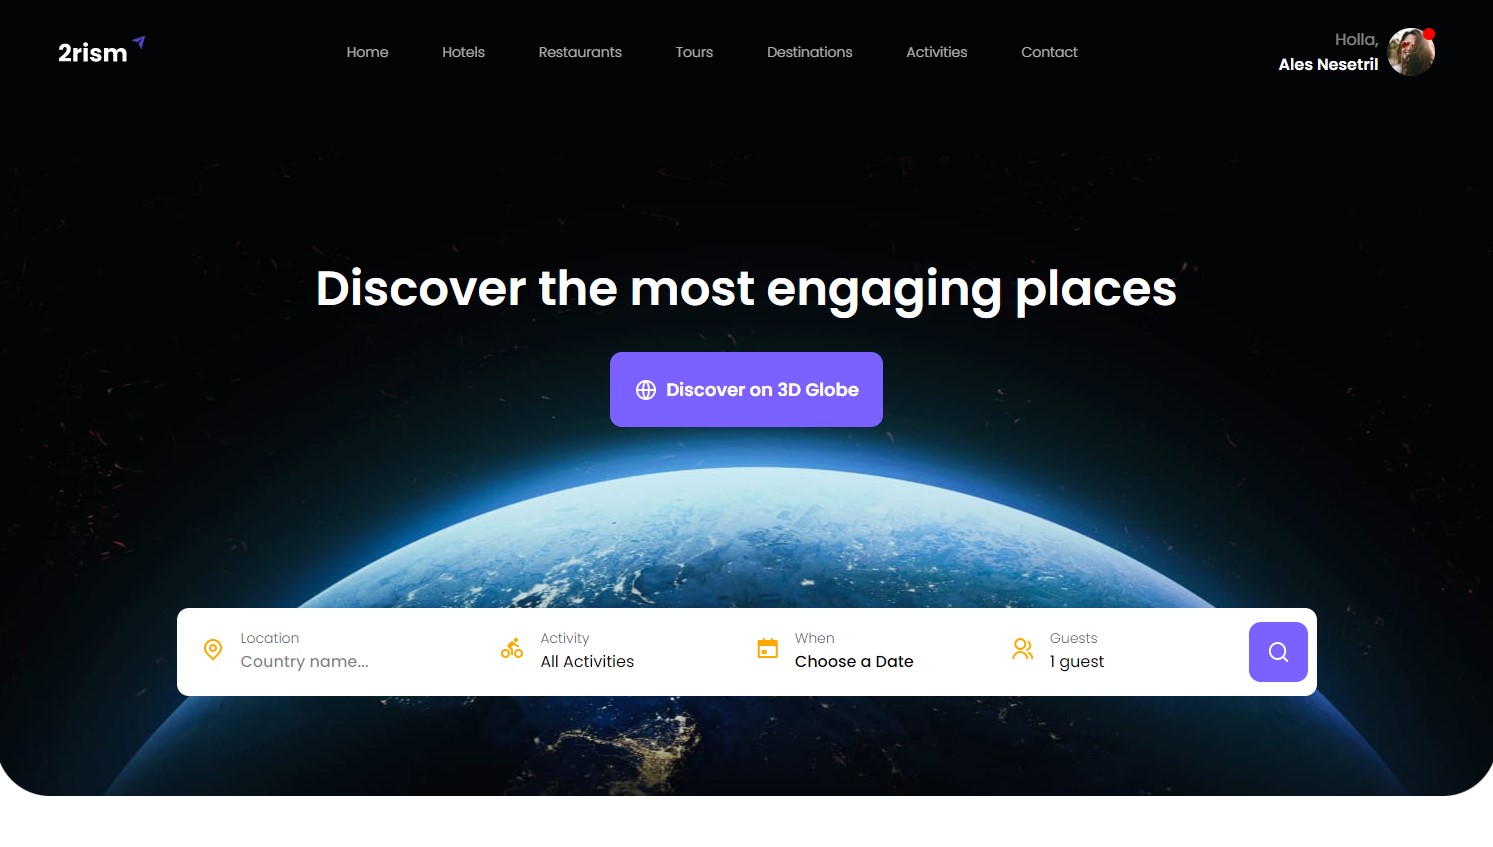 2rism
Home
Hotels
Restaurants
Tours
Destinations
Activities
Contact
Holla,
Ales Nesetril
Discover the most engaging places
Discover on 3D Globe
Location
Country name...
Activity
All Activities
When
Choose a Date
Guests
1 guest